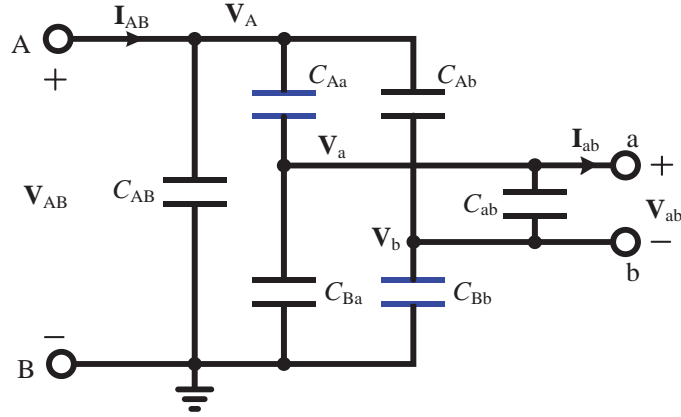 I_AB V_A
A
+
C_Aa C_Ab
V_a I_ab a
+
V_AB C_AB C_ab V_ab
V_b −
b
C_Ba C_Bb
−
B